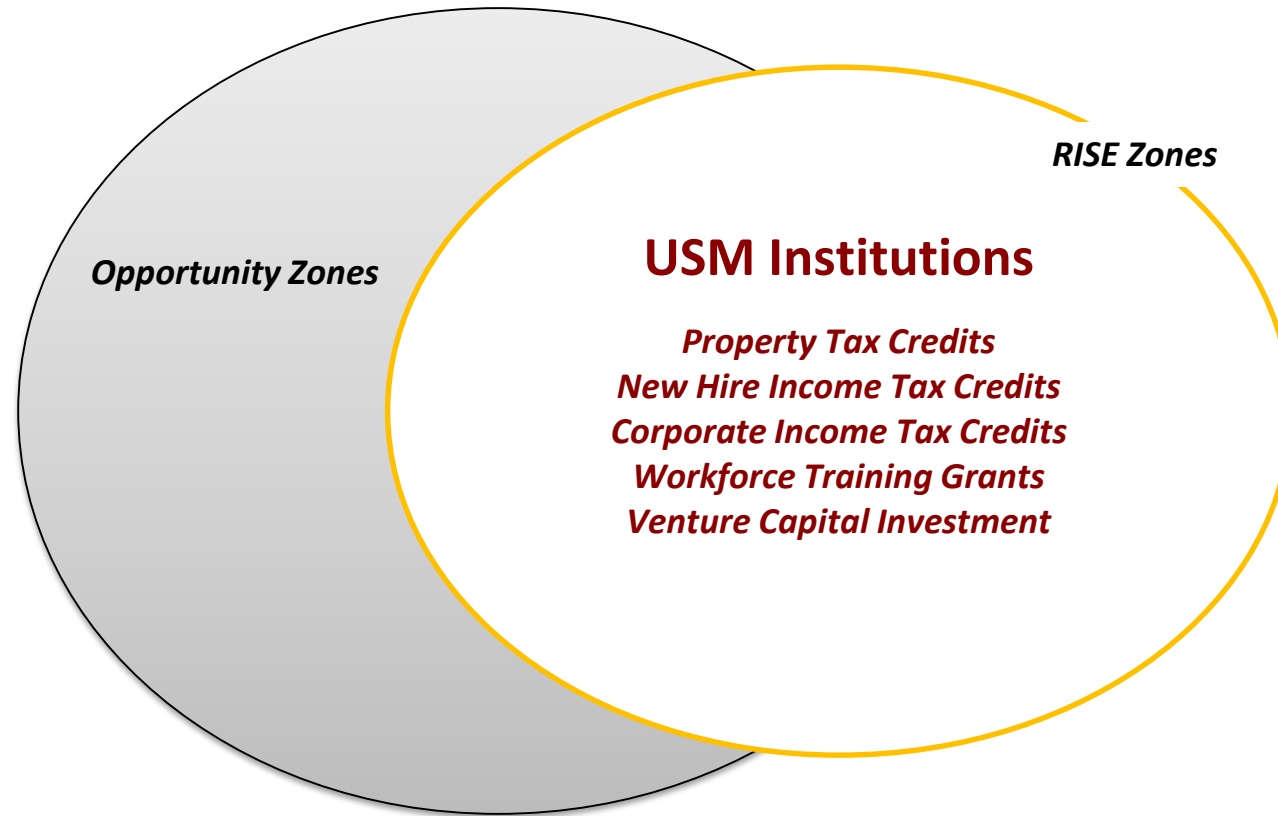 RISE Zones
Opportunity Zones
USM Institutions
Property Tax Credits
New Hire Income Tax Credits
Corporate Income Tax Credits
Workforce Training Grants
Venture Capital Investment